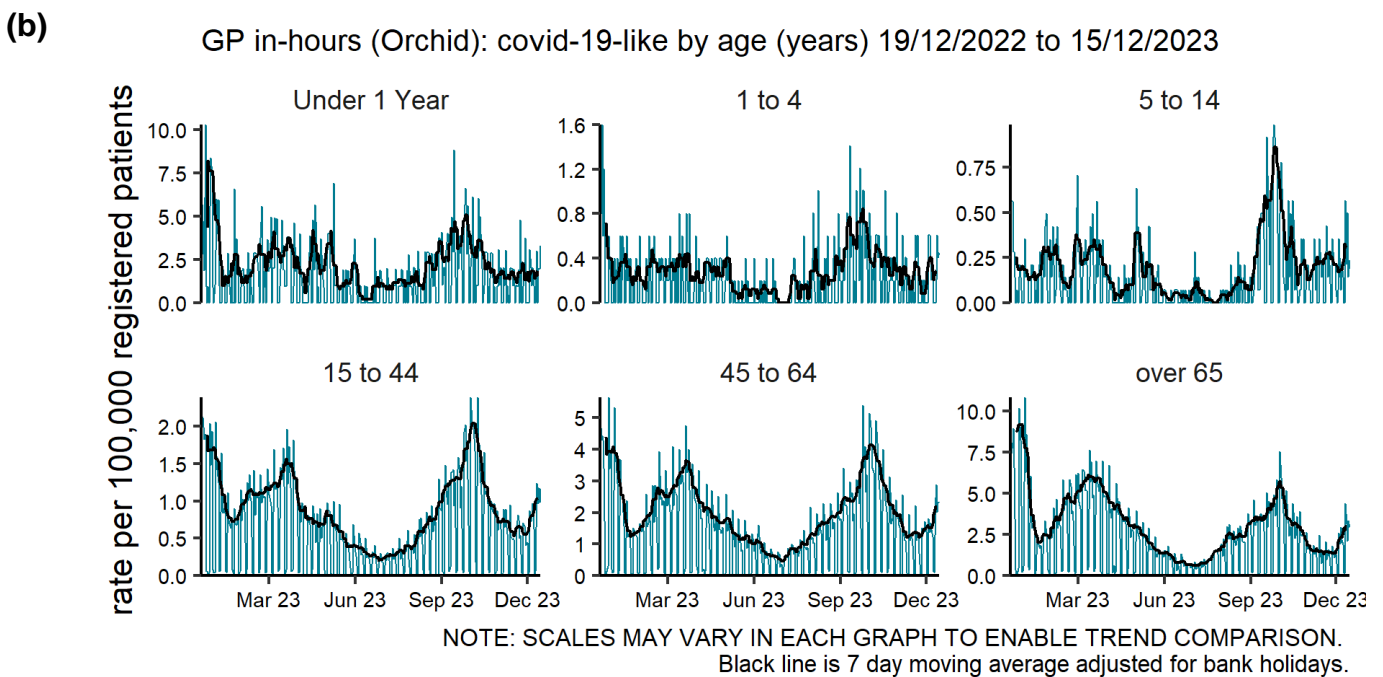 (b)
GP in-hours (Orchid): covid-19-like by age (years) 19/12/2022 to 15/12/2023
rate per 100,000 registered patients
Under 1 Year
10.0
7.5
5.0
2.5
0.0
1 to 4
1.6
1.2
0.8
0.4
0.0
5 to 14
0.75
0.50
0.25
0.00
15 to 44
2.0
1.5
1.0
0.5
0.0
Mar 23 Jun 23 Sep 23 Dec 23
45 to 64
5
4
3
2
1
0
Mar 23 Jun 23 Sep 23 Dec 23
over 65
10.0
7.5
5.0
2.5
0.0
Mar 23 Jun 23 Sep 23 Dec 23
NOTE: SCALES MAY VARY IN EACH GRAPH TO ENABLE TREND COMPARISON.
Black line is 7 day moving average adjusted for bank holidays.